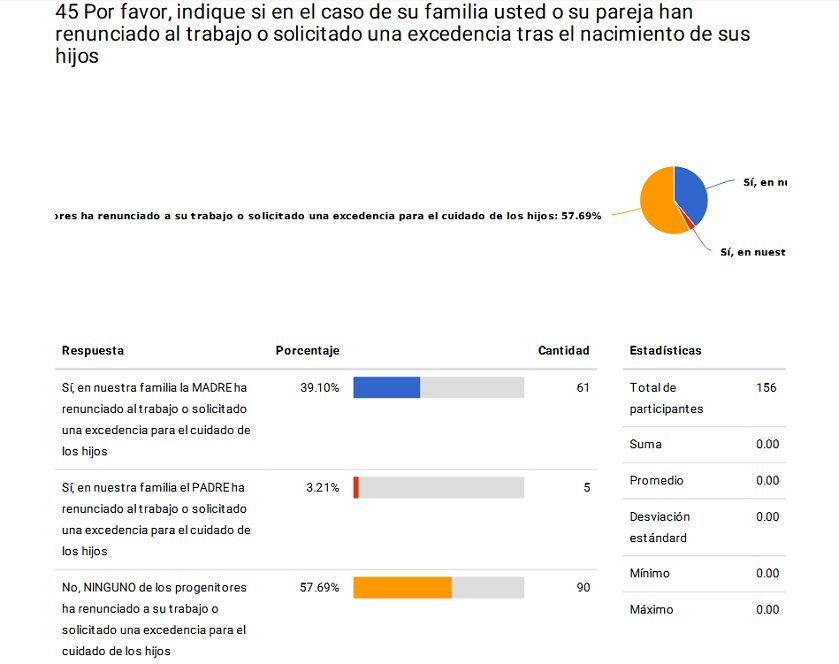 45 Por favor, indique si en el caso de su familia usted o su pareja han
renunciado al trabajo o solicitado una excedencia tras el nacimiento de sus
hijos
Sí, en
ha renunciado a su trabajo o solicitado una excedencia para el cuidado de los hijos: 57.69%
Sí, en
Respuesta Porcentaje Cantidad Estadísticas
Sí, en nuestra familia la MADRE ha 39.10% 61
renunciado al trabajo o solicitado
una excedencia para el cuidado de
los hijos
Sí, en nuestra familia el PADRE ha 3.21% 5
renunciado al trabajo o solicitado
una excedencia para el cuidado de
los hijos
No, NINGUNO de los progenitores 57.69% 90
ha renunciado a su trabajo o
solicitado una excedencia para el
cuidado de los hijos
Total de 156
participantes
Suma 0.00
Promedio 0.00
Desviación 0.00
estándard
Mínimo 0.00
Máximo 0.00